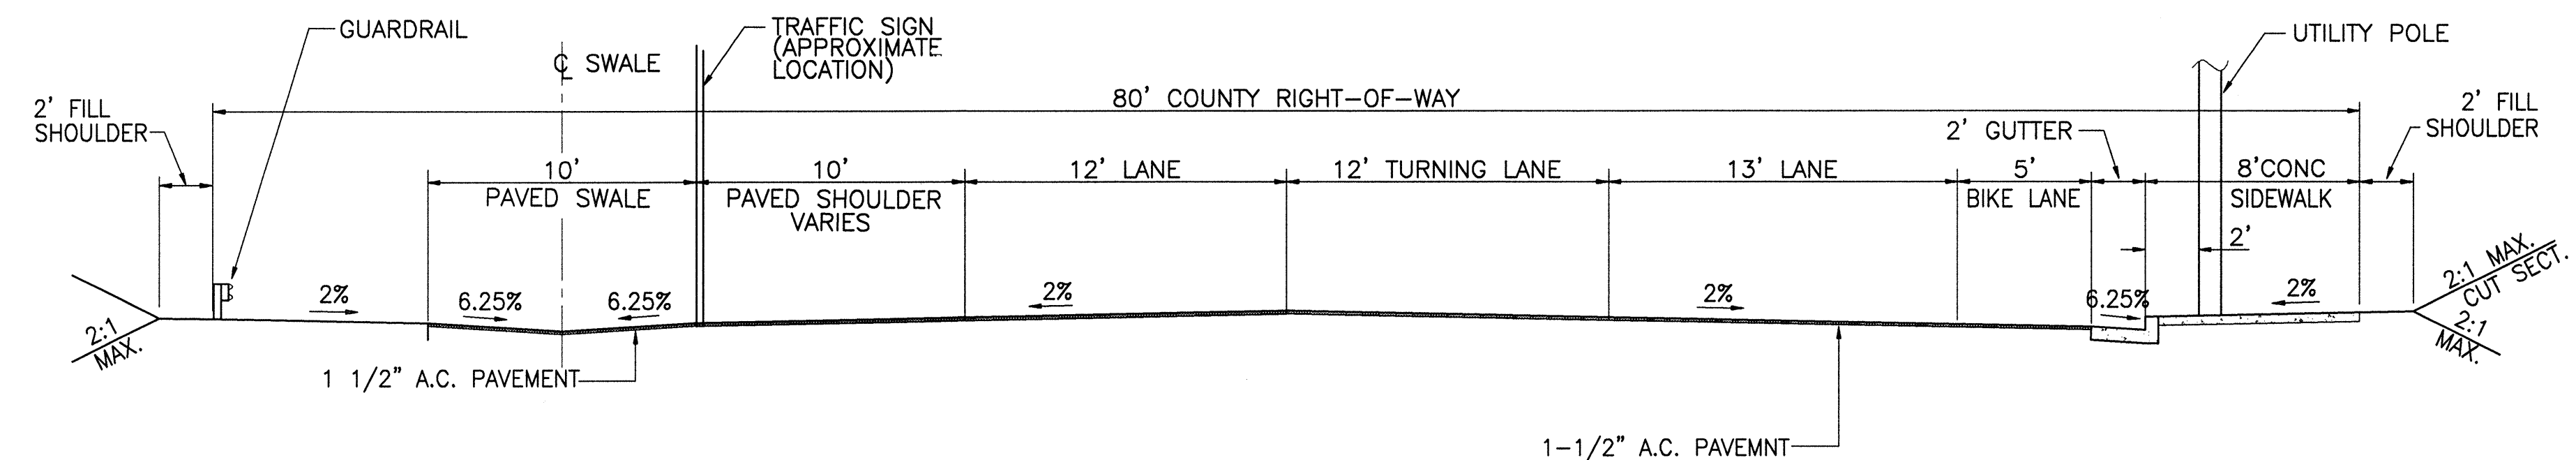 GUARDRAIL
℄ SWALE
TRAFFIC SIGN
(APPROXIMATE
LOCATION)
UTILITY POLE
2' FILL
SHOULDER
80' COUNTY RIGHT-OF-WAY
2' FILL
SHOULDER
2' GUTTER
10'
PAVED SWALE
10'
PAVED SHOULDER
VARIES
12' LANE
12' TURNING LANE
13' LANE
5'
BIKE LANE
8'CONC
SIDEWALK
2'
2:1
MAX.
2%
6.25%
6.25%
2%
2%
6.25%
2%
2:1 MAX.
CUT SECT.
2:1
MAX.
1 1/2" A.C. PAVEMENT
1-1/2" A.C. PAVEMNT